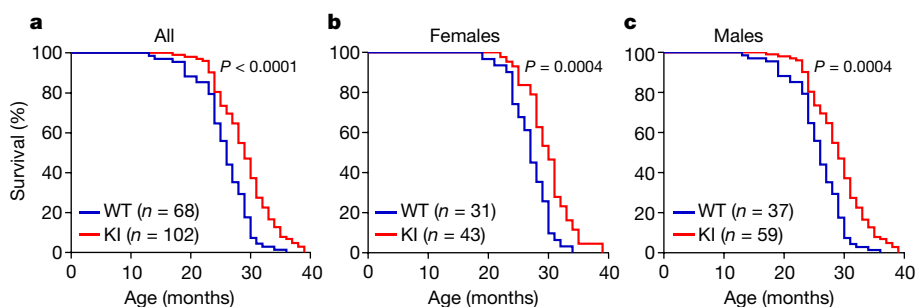 a All
b Females
c Males
Survival (%)
100
80
60
40
20
0
P < 0.0001
WT (n = 68)
KI (n = 102)
0 10 20 30 40
Age (months)
100
80
60
40
20
0
P = 0.0004
WT (n = 31)
KI (n = 43)
0 10 20 30 40
Age (months)
100
80
60
40
20
0
P = 0.0004
WT (n = 37)
KI (n = 59)
0 10 20 30 40
Age (months)